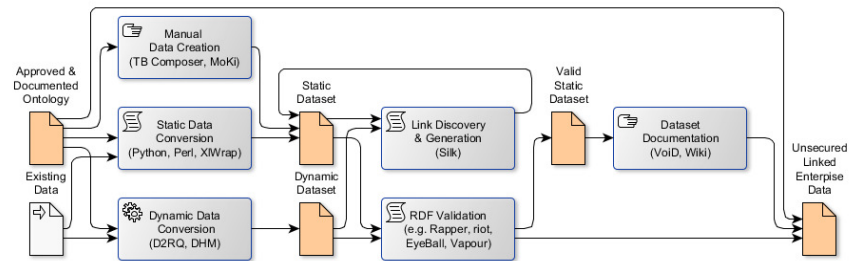 Manual
Data Creation
(TB Composer, MoKi)
Approved &
Documented
Ontology
Static
Dataset
Valid
Static
Dataset
Static Data
Conversion
(Python, Perl, XlWrap)
Link Discovery
& Generation
(Silk)
Dataset
Documentation
(VoiD, Wiki)
Unsecured
Linked
Enterpise
Data
Existing
Data
Dynamic
Dataset
Dynamic Data
Conversion
(D2RQ, DHM)
RDF Validation
(e.g. Rapper, riot,
EyeBall, Vapour)